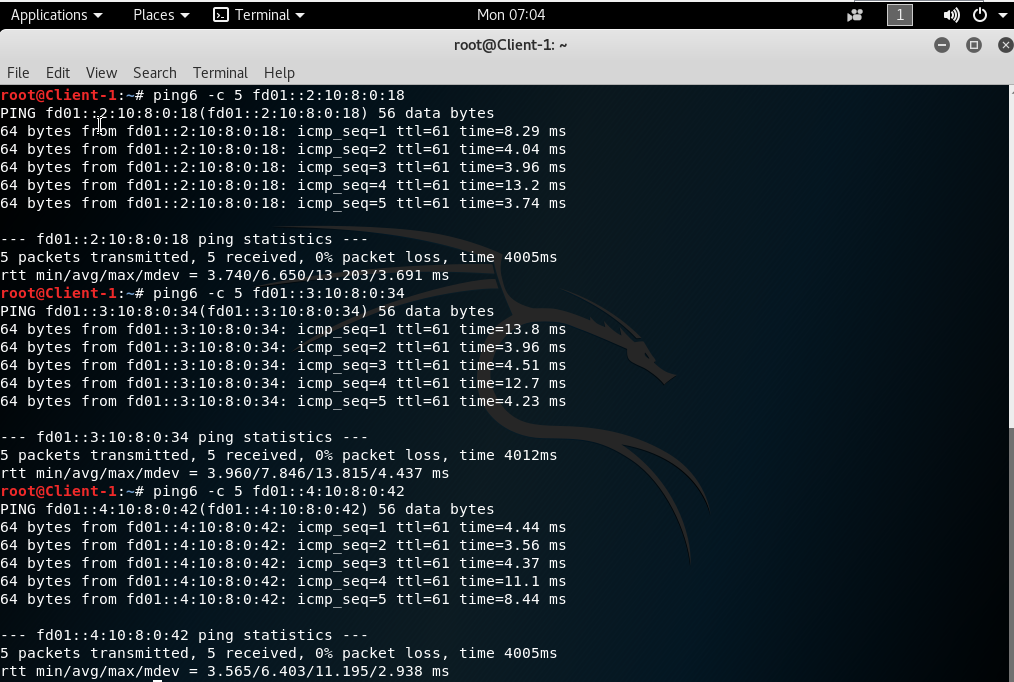 Applications Places Terminal Mon 07:04 1
root@Client-1: ~
File Edit View Search Terminal Help
root@Client-1:~# ping6 -c 5 fd01::2:10:8:0:18
PING fd01::2:10:8:0:18(fd01::2:10:8:0:18) 56 data bytes
64 bytes from fd01::2:10:8:0:18: icmp_seq=1 ttl=61 time=8.29 ms
64 bytes from fd01::2:10:8:0:18: icmp_seq=2 ttl=61 time=4.04 ms
64 bytes from fd01::2:10:8:0:18: icmp_seq=3 ttl=61 time=3.96 ms
64 bytes from fd01::2:10:8:0:18: icmp_seq=4 ttl=61 time=13.2 ms
64 bytes from fd01::2:10:8:0:18: icmp_seq=5 ttl=61 time=3.74 ms
--- fd01::2:10:8:0:18 ping statistics ---
5 packets transmitted, 5 received, 0% packet loss, time 4005ms
rtt min/avg/max/mdev = 3.740/6.650/13.203/3.691 ms
root@Client-1:~# ping6 -c 5 fd01::3:10:8:0:34
PING fd01::3:10:8:0:34(fd01::3:10:8:0:34) 56 data bytes
64 bytes from fd01::3:10:8:0:34: icmp_seq=1 ttl=61 time=13.8 ms
64 bytes from fd01::3:10:8:0:34: icmp_seq=2 ttl=61 time=3.96 ms
64 bytes from fd01::3:10:8:0:34: icmp_seq=3 ttl=61 time=4.51 ms
64 bytes from fd01::3:10:8:0:34: icmp_seq=4 ttl=61 time=12.7 ms
64 bytes from fd01::3:10:8:0:34: icmp_seq=5 ttl=61 time=4.23 ms
--- fd01::3:10:8:0:34 ping statistics ---
5 packets transmitted, 5 received, 0% packet loss, time 4012ms
rtt min/avg/max/mdev = 3.960/7.846/13.815/4.437 ms
root@Client-1:~# ping6 -c 5 fd01::4:10:8:0:42
PING fd01::4:10:8:0:42(fd01::4:10:8:0:42) 56 data bytes
64 bytes from fd01::4:10:8:0:42: icmp_seq=1 ttl=61 time=4.44 ms
64 bytes from fd01::4:10:8:0:42: icmp_seq=2 ttl=61 time=3.56 ms
64 bytes from fd01::4:10:8:0:42: icmp_seq=3 ttl=61 time=4.37 ms
64 bytes from fd01::4:10:8:0:42: icmp_seq=4 ttl=61 time=11.1 ms
64 bytes from fd01::4:10:8:0:42: icmp_seq=5 ttl=61 time=8.44 ms
--- fd01::4:10:8:0:42 ping statistics ---
5 packets transmitted, 5 received, 0% packet loss, time 4005ms
rtt min/avg/max/mdev = 3.565/6.403/11.195/2.938 ms